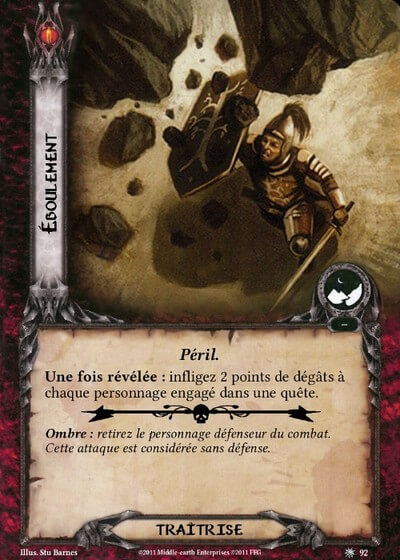 ÉBOULEMENT
Péril.
Une fois révélée : infligez 2 points de dégâts à
chaque personnage engagé dans une quête.
Ombre : retirez le personnage défenseur du combat.
Cette attaque est considérée sans défense.
TRAÎTRISE
Illus. Stu Barnes
©2011 Middle-earth Enterprises ©2011 FFG
92